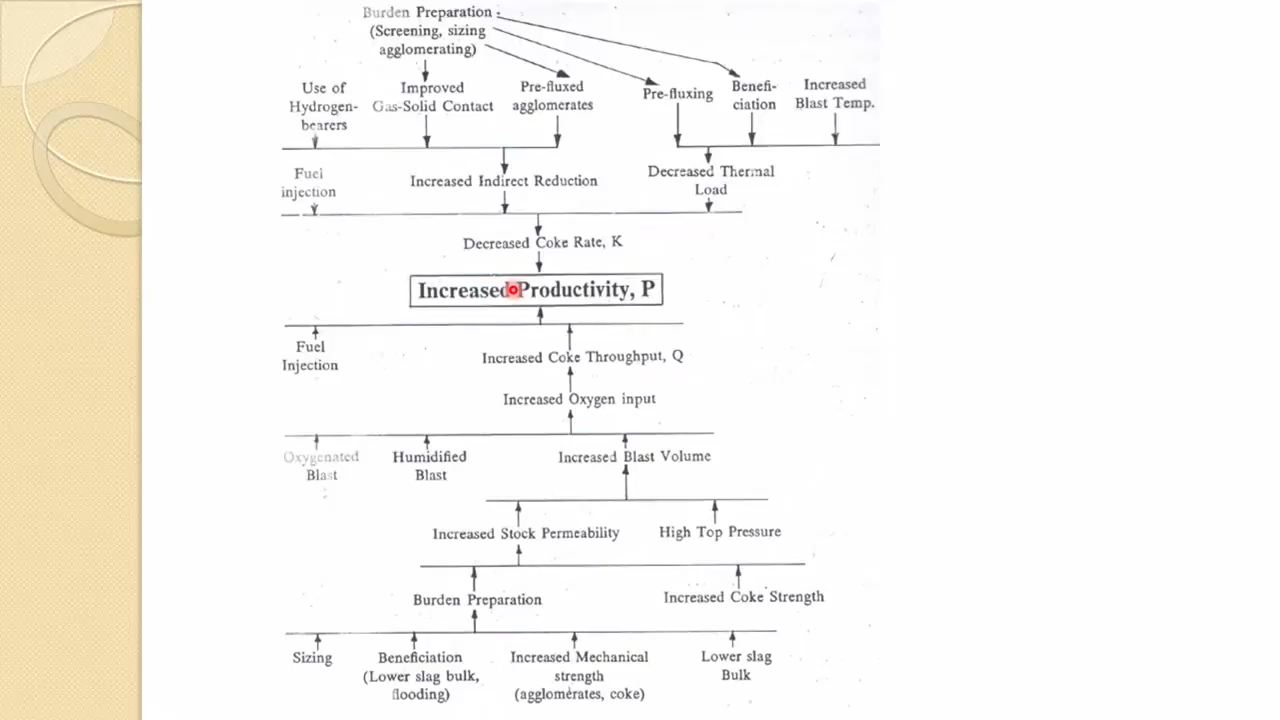 Burden Preparation
(Screening, sizing
agglomerating)
Use of
Hydrogen-
bearers
Improved
Gas-Solid Contact
Pre-fluxed
agglomerates
Pre-fluxing
Benefi-
ciation
Increased
Blast Temp.
Fuel
injection
Increased Indirect Reduction
Decreased Thermal
Load
Decreased Coke Rate, K
Increased Productivity, P
Fuel
Injection
Increased Coke Throughput, Q
Increased Oxygen input
Oxygenated
Blast
Humidified
Blast
Increased Blast Volume
Increased Stock Permeability
High Top Pressure
Burden Preparation
Increased Coke Strength
Sizing
Beneficiation
(Lower slag bulk,
flooding)
Increased Mechanical
strength
(agglomerates, coke)
Lower slag
Bulk